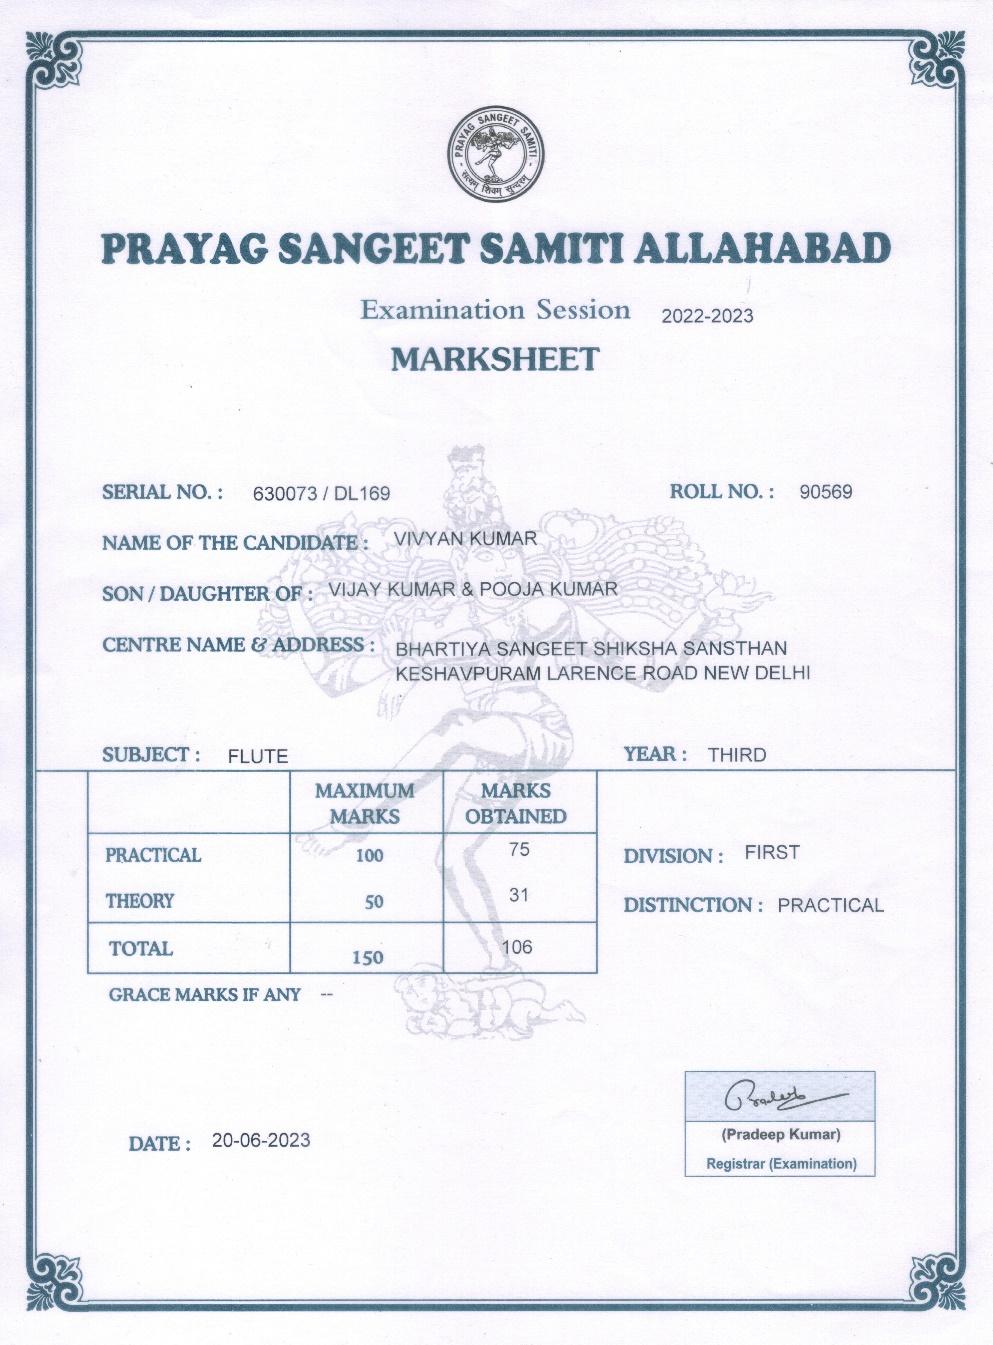 PRAYAG SANGEET SAMITI
सत्यम् शिवम् सुन्दरम्
PRAYAG SANGEET SAMITI ALLAHABAD
Examination Session 2022-2023
MARKSHEET
SERIAL NO. : 630073 / DL169 ROLL NO. : 90569
NAME OF THE CANDIDATE : VIVYAN KUMAR
SON / DAUGHTER OF : VIJAY KUMAR & POOJA KUMAR
CENTRE NAME & ADDRESS : BHARTIYA SANGEET SHIKSHA SANSTHAN
KESHAVPURAM LARENCE ROAD NEW DELHI
SUBJECT : FLUTE YEAR : THIRD
MAXIMUM MARKS MARKS OBTAINED
PRACTICAL 100 75 DIVISION : FIRST
THEORY 50 31 DISTINCTION : PRACTICAL
TOTAL 150 106
GRACE MARKS IF ANY --
Pradeep
(Pradeep Kumar)
DATE : 20-06-2023
Registrar (Examination)